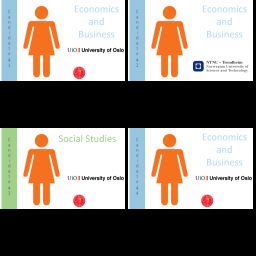 Economics
and
Business
UiO University of Oslo
Economics
and
Business
NTNU – Trondheim
Norwegian University of
Science and Technology
Social Studies
UiO University of Oslo
Economics
and
Business
UiO University of Oslo